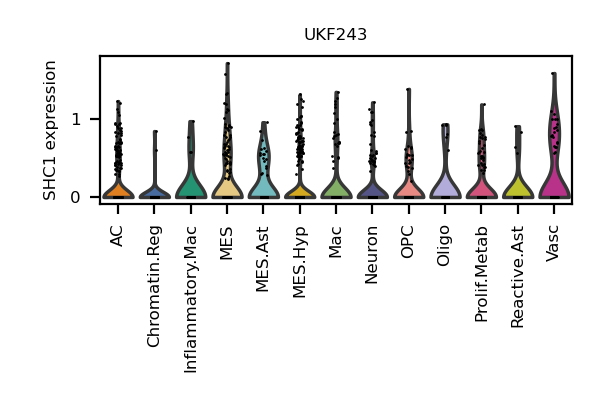 UKF243
SHC1 expression
1
0
AC
Chromatin.Reg
Inflammatory.Mac
MES
MES.Ast
MES.Hyp
Mac
Neuron
OPC
Oligo
Prolif.Metab
Reactive.Ast
Vasc